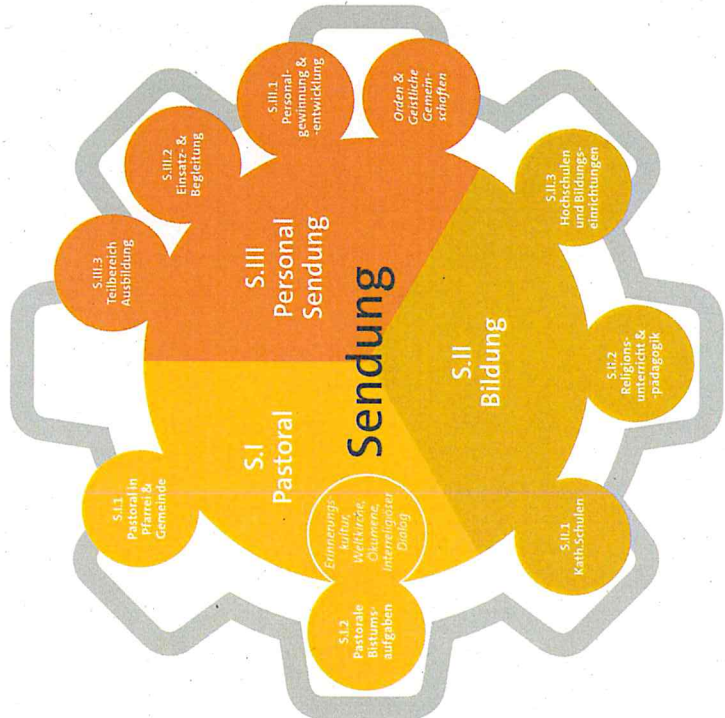 Sendung
S.I
Pastoral
S.I.1
Pastoral in
Pfarrei &
Gemeinde
S.I.2
Pastorale
Bistums-
aufgaben
Erinnerungs-
kultur,
Weltkirche,
Ökumene,
interreligiöser
Dialog
S.II
Bildung
S.II.1
Kath.Schulen
S.II.2
Religions-
unterricht &
-pädagogik
S.II.3
Hochschulen
und Bildungs-
einrichtungen
S.III
Personal
Sendung
S.III.1
Personal-
gewinnung &
-entwicklung
S.III.2
Einsatz- &
Begleitung
S.III.3
Teilbereich
Ausbildung
Orden &
Geistliche
Gemein-
schaften